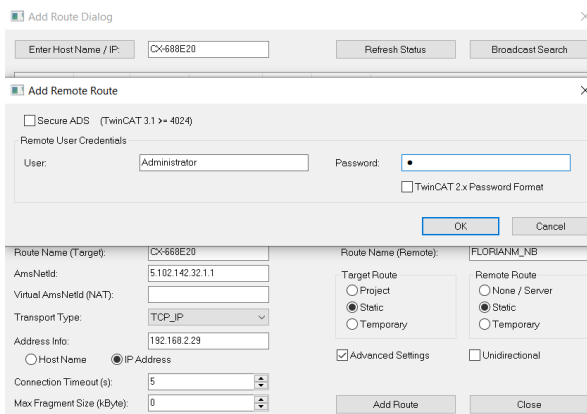 Add Route Dialog
Enter Host Name / IP: CX-688E20 Refresh Status Broadcast Search
Add Remote Route
Secure ADS (TwinCAT 3.1 >= 4024)
Remote User Credentials
User: Administrator Password: ●
TwinCAT 2.x Password Format
OK Cancel
Route Name (Target): CX-668E20 Route Name (Remote): FLORIANM_NB
AmsNetId: 5.102.142.32.1.1 Target Route Remote Route
Virtual AmsNetId (NAT): Project None / Server
Transport Type: TCP_IP Static Static
Address Info: 192.168.2.29 Temporary Temporary
Host Name IP Address Advanced Settings Unidirectional
Connection Timeout (s): 5
Max Fragment Size (kByte): 0 Add Route Close